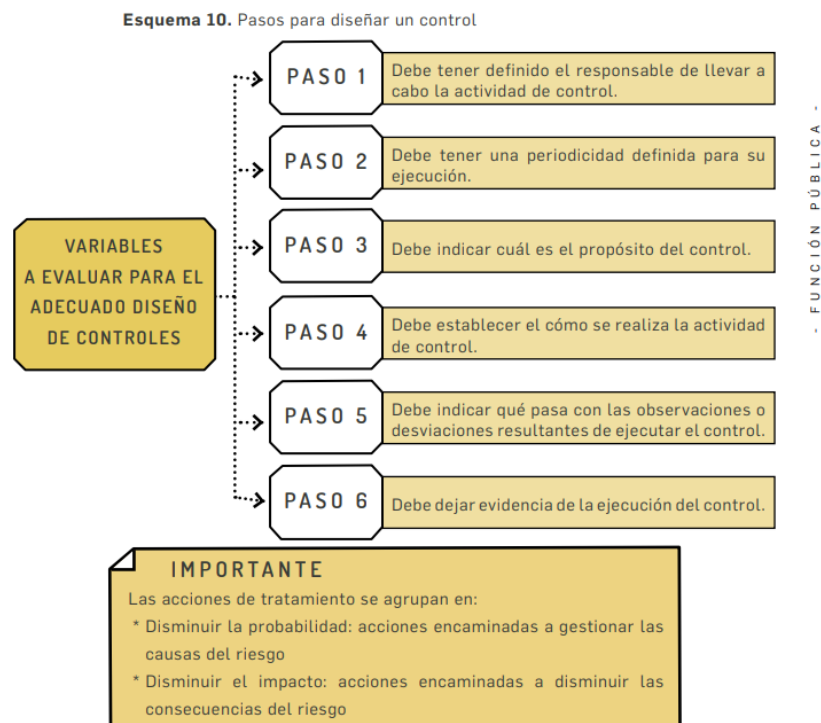 Esquema 10. Pasos para diseñar un control
VARIABLES
A EVALUAR PARA EL
ADECUADO DISEÑO
DE CONTROLES
PASO 1
Debe tener definido el responsable de llevar a
cabo la actividad de control.
PASO 2
Debe tener una periodicidad definida para su
ejecución.
PASO 3
Debe indicar cuál es el propósito del control.
PASO 4
Debe establecer el cómo se realiza la actividad
de control.
PASO 5
Debe indicar qué pasa con las observaciones o
desviaciones resultantes de ejecutar el control.
PASO 6
Debe dejar evidencia de la ejecución del control.
- FUNCIÓN PÚBLICA -
IMPORTANTE
Las acciones de tratamiento se agrupan en:
* Disminuir la probabilidad: acciones encaminadas a gestionar las
causas del riesgo
* Disminuir el impacto: acciones encaminadas a disminuir las
consecuencias del riesgo